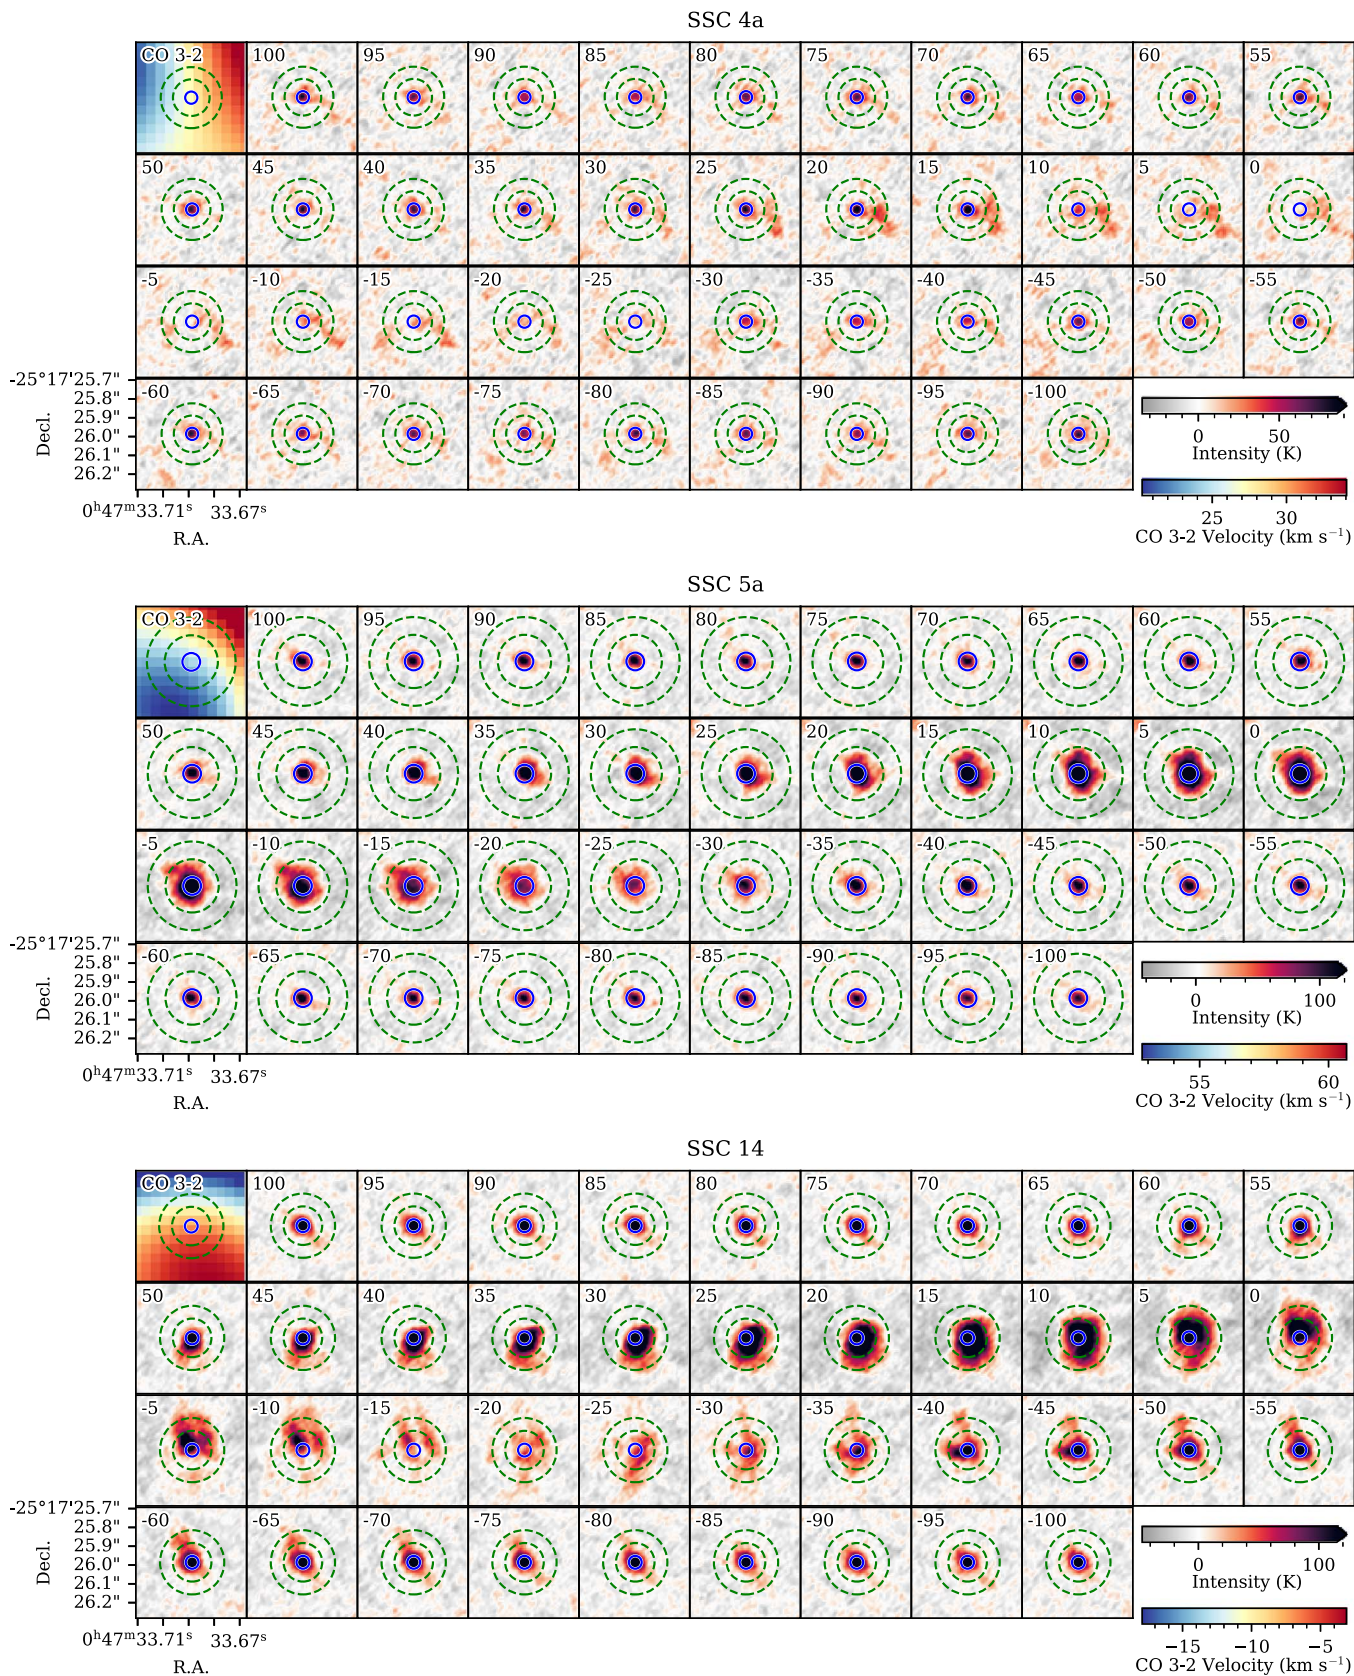 SSC 4a
CO 3-2 100 95 90 85 80 75 70 65 60 55
50 45 40 35 30 25 20 15 10 5 0
-5 -10 -15 -20 -25 -30 -35 -40 -45 -50 -55
-60 -65 -70 -75 -80 -85 -90 -95 -100
-25°17'25.7"
25.8"
25.9"
26.0"
26.1"
26.2"
Decl.
0h47m33.71s 33.67s
R.A.
0 50
Intensity (K)
25 30
CO 3-2 Velocity (km s−1)
SSC 5a
CO 3-2 100 95 90 85 80 75 70 65 60 55
50 45 40 35 30 25 20 15 10 5 0
-5 -10 -15 -20 -25 -30 -35 -40 -45 -50 -55
-60 -65 -70 -75 -80 -85 -90 -95 -100
-25°17'25.7"
25.8"
25.9"
26.0"
26.1"
26.2"
Decl.
0h47m33.71s 33.67s
R.A.
0 100
Intensity (K)
55 60
CO 3-2 Velocity (km s−1)
SSC 14
CO 3-2 100 95 90 85 80 75 70 65 60 55
50 45 40 35 30 25 20 15 10 5 0
-5 -10 -15 -20 -25 -30 -35 -40 -45 -50 -55
-60 -65 -70 -75 -80 -85 -90 -95 -100
-25°17'25.7"
25.8"
25.9"
26.0"
26.1"
26.2"
Decl.
0h47m33.71s 33.67s
R.A.
0 100
Intensity (K)
−15 −10 −5
CO 3-2 Velocity (km s−1)